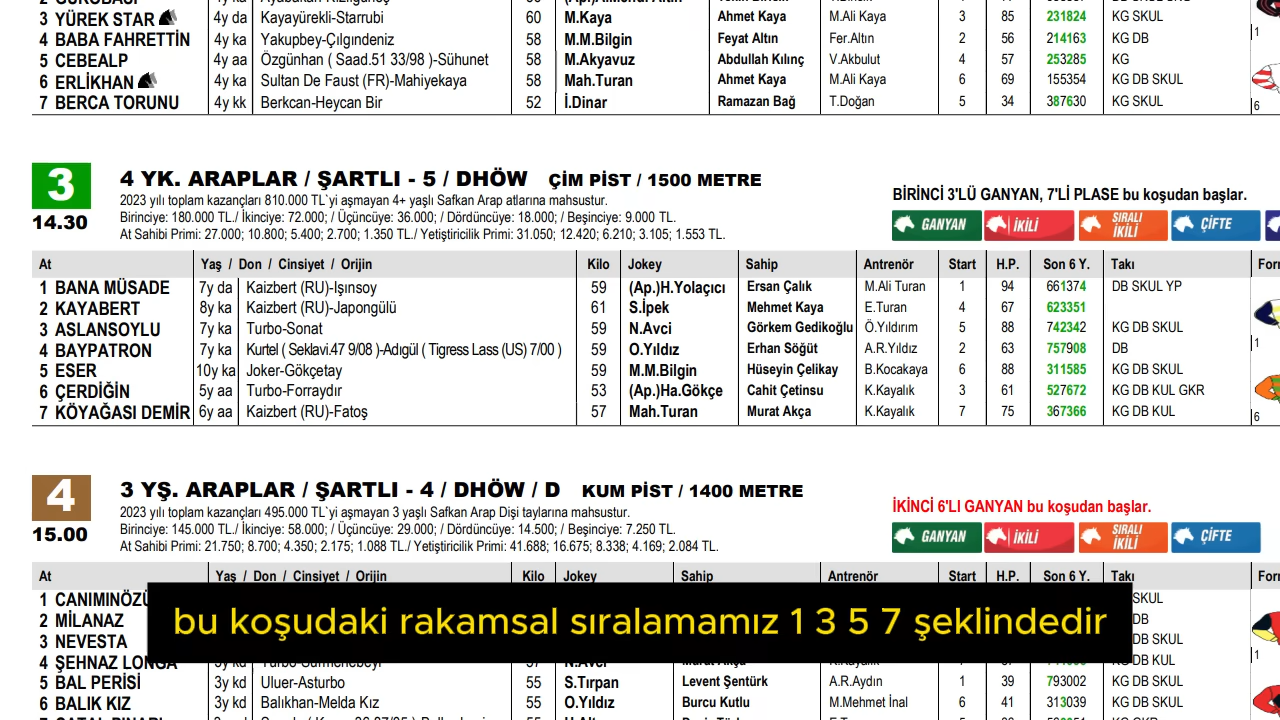 3 YÜREK STAR 4y da Kayayürekli-Starrubi 60 M.Kaya Ahmet Kaya M.Ali Kaya 3 85 231824 KG SKUL
4 BABA FAHRETTİN 4y ka Yakupbey-Çılgındeniz 58 M.M.Bilgin Feyat Altın Fer.Altın 2 56 214163 KG DB
5 CEBEALP 4y aa Özgünhan ( Saad.51 33/98 )-Sühunet 58 M.Akyavuz Abdullah Kılınç V.Akbulut 4 57 253285 KG
6 ERLİKHAN 4y ka Sultan De Faust (FR)-Mahiyekaya 58 Mah.Turan Ahmet Kaya M.Ali Kaya 6 69 155354 KG DB SKUL
7 BERCA TORUNU 4y kk Berkcan-Heycan Bir 52 İ.Dinar Ramazan Bağ T.Doğan 5 34 387630 KG SKUL
1
6
3 4 YK. ARAPLAR / ŞARTLI - 5 / DHÖW ÇİM PİST / 1500 METRE
14.30
2023 yılı toplam kazançları 810.000 TL`yi aşmayan 4+ yaşlı Safkan Arap atlarına mahsustur.
Birinciye: 180.000 TL./ İkinciye: 72.000; / Üçüncüye: 36.000; / Dördüncüye: 18.000; / Beşinciye: 9.000 TL.
At Sahibi Primi: 27.000; 10.800; 5.400; 2.700; 1.350 TL./ Yetiştiricilik Primi: 31.050; 12.420; 6.210; 3.105; 1.553 TL.
BİRİNCİ 3'LÜ GANYAN, 7'Lİ PLASE bu koşudan başlar.
GANYAN İKİLİ SIRALI İKİLİ ÇİFTE
At Yaş / Don / Cinsiyet / Orijin Kilo Jokey Sahip Antrenör Start H.P. Son 6 Y. Takı
1 BANA MÜSADE 7y da Kaizbert (RU)-Işınsoy 59 (Ap.)H.Yolaçıcı Ersan Çalık M.Ali Turan 1 94 661374 DB SKUL YP
2 KAYABERT 8y ka Kaizbert (RU)-Japongülü 61 S.İpek Mehmet Kaya E.Turan 4 67 623351
3 ASLANSOYLU 7y ka Turbo-Sonat 59 N.Avci Görkem Gedikoğlu Ö.Yıldırım 5 88 742342 KG DB SKUL
4 BAYPATRON 7y ka Kurtel ( Seklavi.47 9/08 )-Adıgül ( Tigress Lass (US) 7/00 ) 59 O.Yıldız Erhan Söğüt A.R.Yıldız 2 63 757908 DB
5 ESER 10y ka Joker-Gökçetay 59 M.M.Bilgin Hüseyin Çelikay B.Kocakaya 6 88 311585 KG DB SKUL
6 ÇERDİĞİN 5y aa Turbo-Forraydır 53 (Ap.)Ha.Gökçe Cahit Çetinsu K.Kayalık 3 61 527672 KG DB KUL GKR
7 KÖYAĞASI DEMİR 6y aa Kaizbert (RU)-Fatoş 57 Mah.Turan Murat Akça K.Kayalık 7 75 367366 KG DB KUL
1
6
4 3 YŞ. ARAPLAR / ŞARTLI - 4 / DHÖW / D KUM PİST / 1400 METRE
15.00
2023 yılı toplam kazançları 495.000 TL`yi aşmayan 3 yaşlı Safkan Arap Dişi taylarına mahsustur.
Birinciye: 145.000 TL./ İkinciye: 58.000; / Üçüncüye: 29.000; / Dördüncüye: 14.500; / Beşinciye: 7.250 TL.
At Sahibi Primi: 21.750; 8.700; 4.350; 2.175; 1.088 TL./ Yetiştiricilik Primi: 41.688; 16.675; 8.338; 4.169; 2.084 TL.
İKİNCİ 6'LI GANYAN bu koşudan başlar.
GANYAN İKİLİ SIRALI İKİLİ ÇİFTE
At Yaş / Don / Cinsiyet / Orijin Kilo Jokey Sahip Antrenör Start H.P. Son 6 Y. Takı
1 SKUL
2 MİLANAZ DB
3 NEVESTA SKUL
bu koşudaki rakamsal sıralamamız 1 3 5 7 şeklindedir
4 ŞEHNAZ LONGA DB KUL
5 BAL PERİSİ 3y kd Uluer-Asturbo 55 S.Tırpan Levent Şentürk A.R.Aydın 1 39 793002 KG DB SKUL
6 BALIK KIZ 3y kd Balıkhan-Melda Kız 55 O.Yıldız Burcu Kutlu M.Mehmet İnal 6 41 313039 KG DB SKUL
1